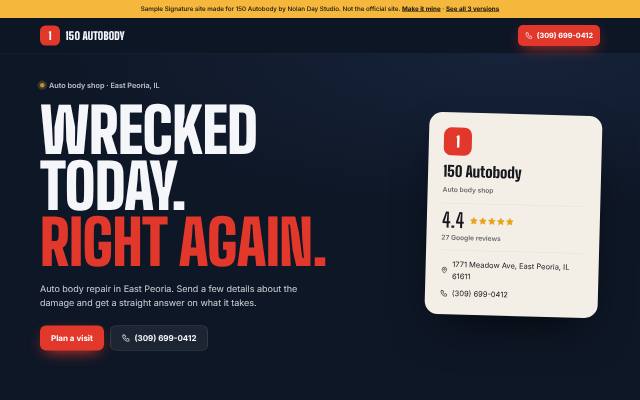 Sample Signature site made for 150 Autobody by Nolan Day Studio. Not the official site. Make it mine · See all 3 versions
1 150 AUTOBODY
(309) 699-0412
Auto body shop · East Peoria, IL
WRECKED
TODAY.
RIGHT AGAIN.
Auto body repair in East Peoria. Send a few details about the
damage and get a straight answer on what it takes.
Plan a visit
(309) 699-0412
1
150 Autobody
Auto body shop
4.4 ★★★★★
27 Google reviews
1771 Meadow Ave, East Peoria, IL
61611
(309) 699-0412